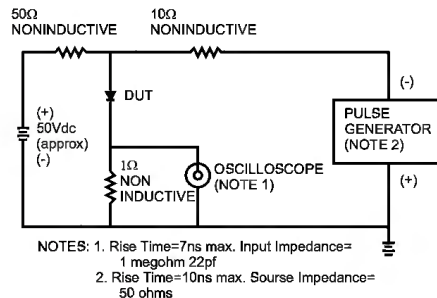 50Ω
NONINDUCTIVE
10Ω
NONINDUCTIVE
DUT
(+)
50Vdc
(approx)
(-)
1Ω
NON
INDUCTIVE
OSCILLOSCOPE
(NOTE 1)
(-)
PULSE
GENERATOR
(NOTE 2)
(+)
NOTES: 1. Rise Time=7ns max. Input Impedance=
1 megohm 22pf
2. Rise Time=10ns max. Sourse Impedance=
50 ohms